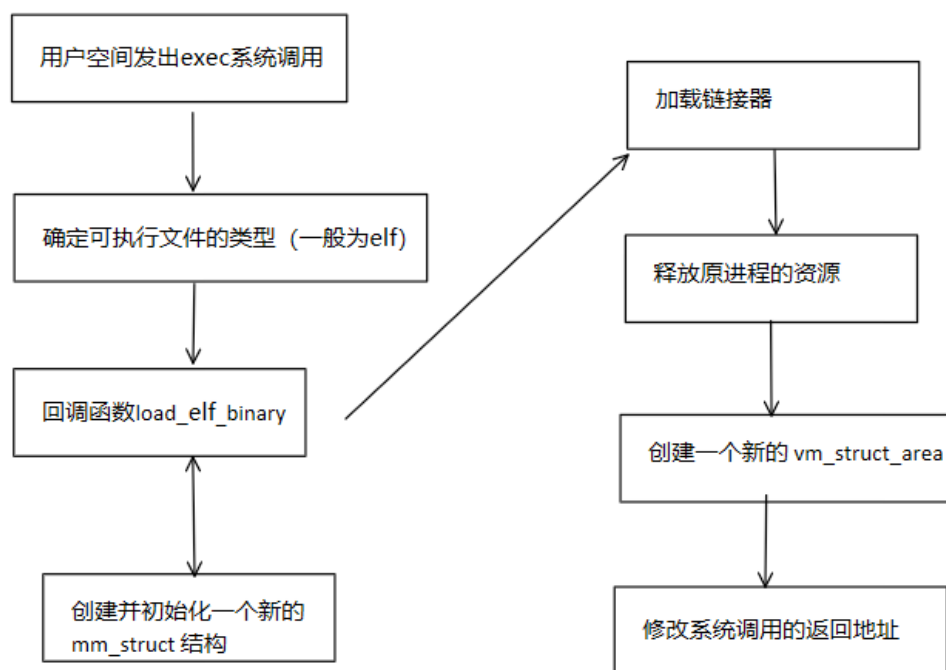 用户空间发出exec系统调用
确定可执行文件的类型（一般为elf）
回调函数load_elf_binary
创建并初始化一个新的
mm_struct 结构
加载链接器
释放原进程的资源
创建一个新的 vm_struct_area
修改系统调用的返回地址